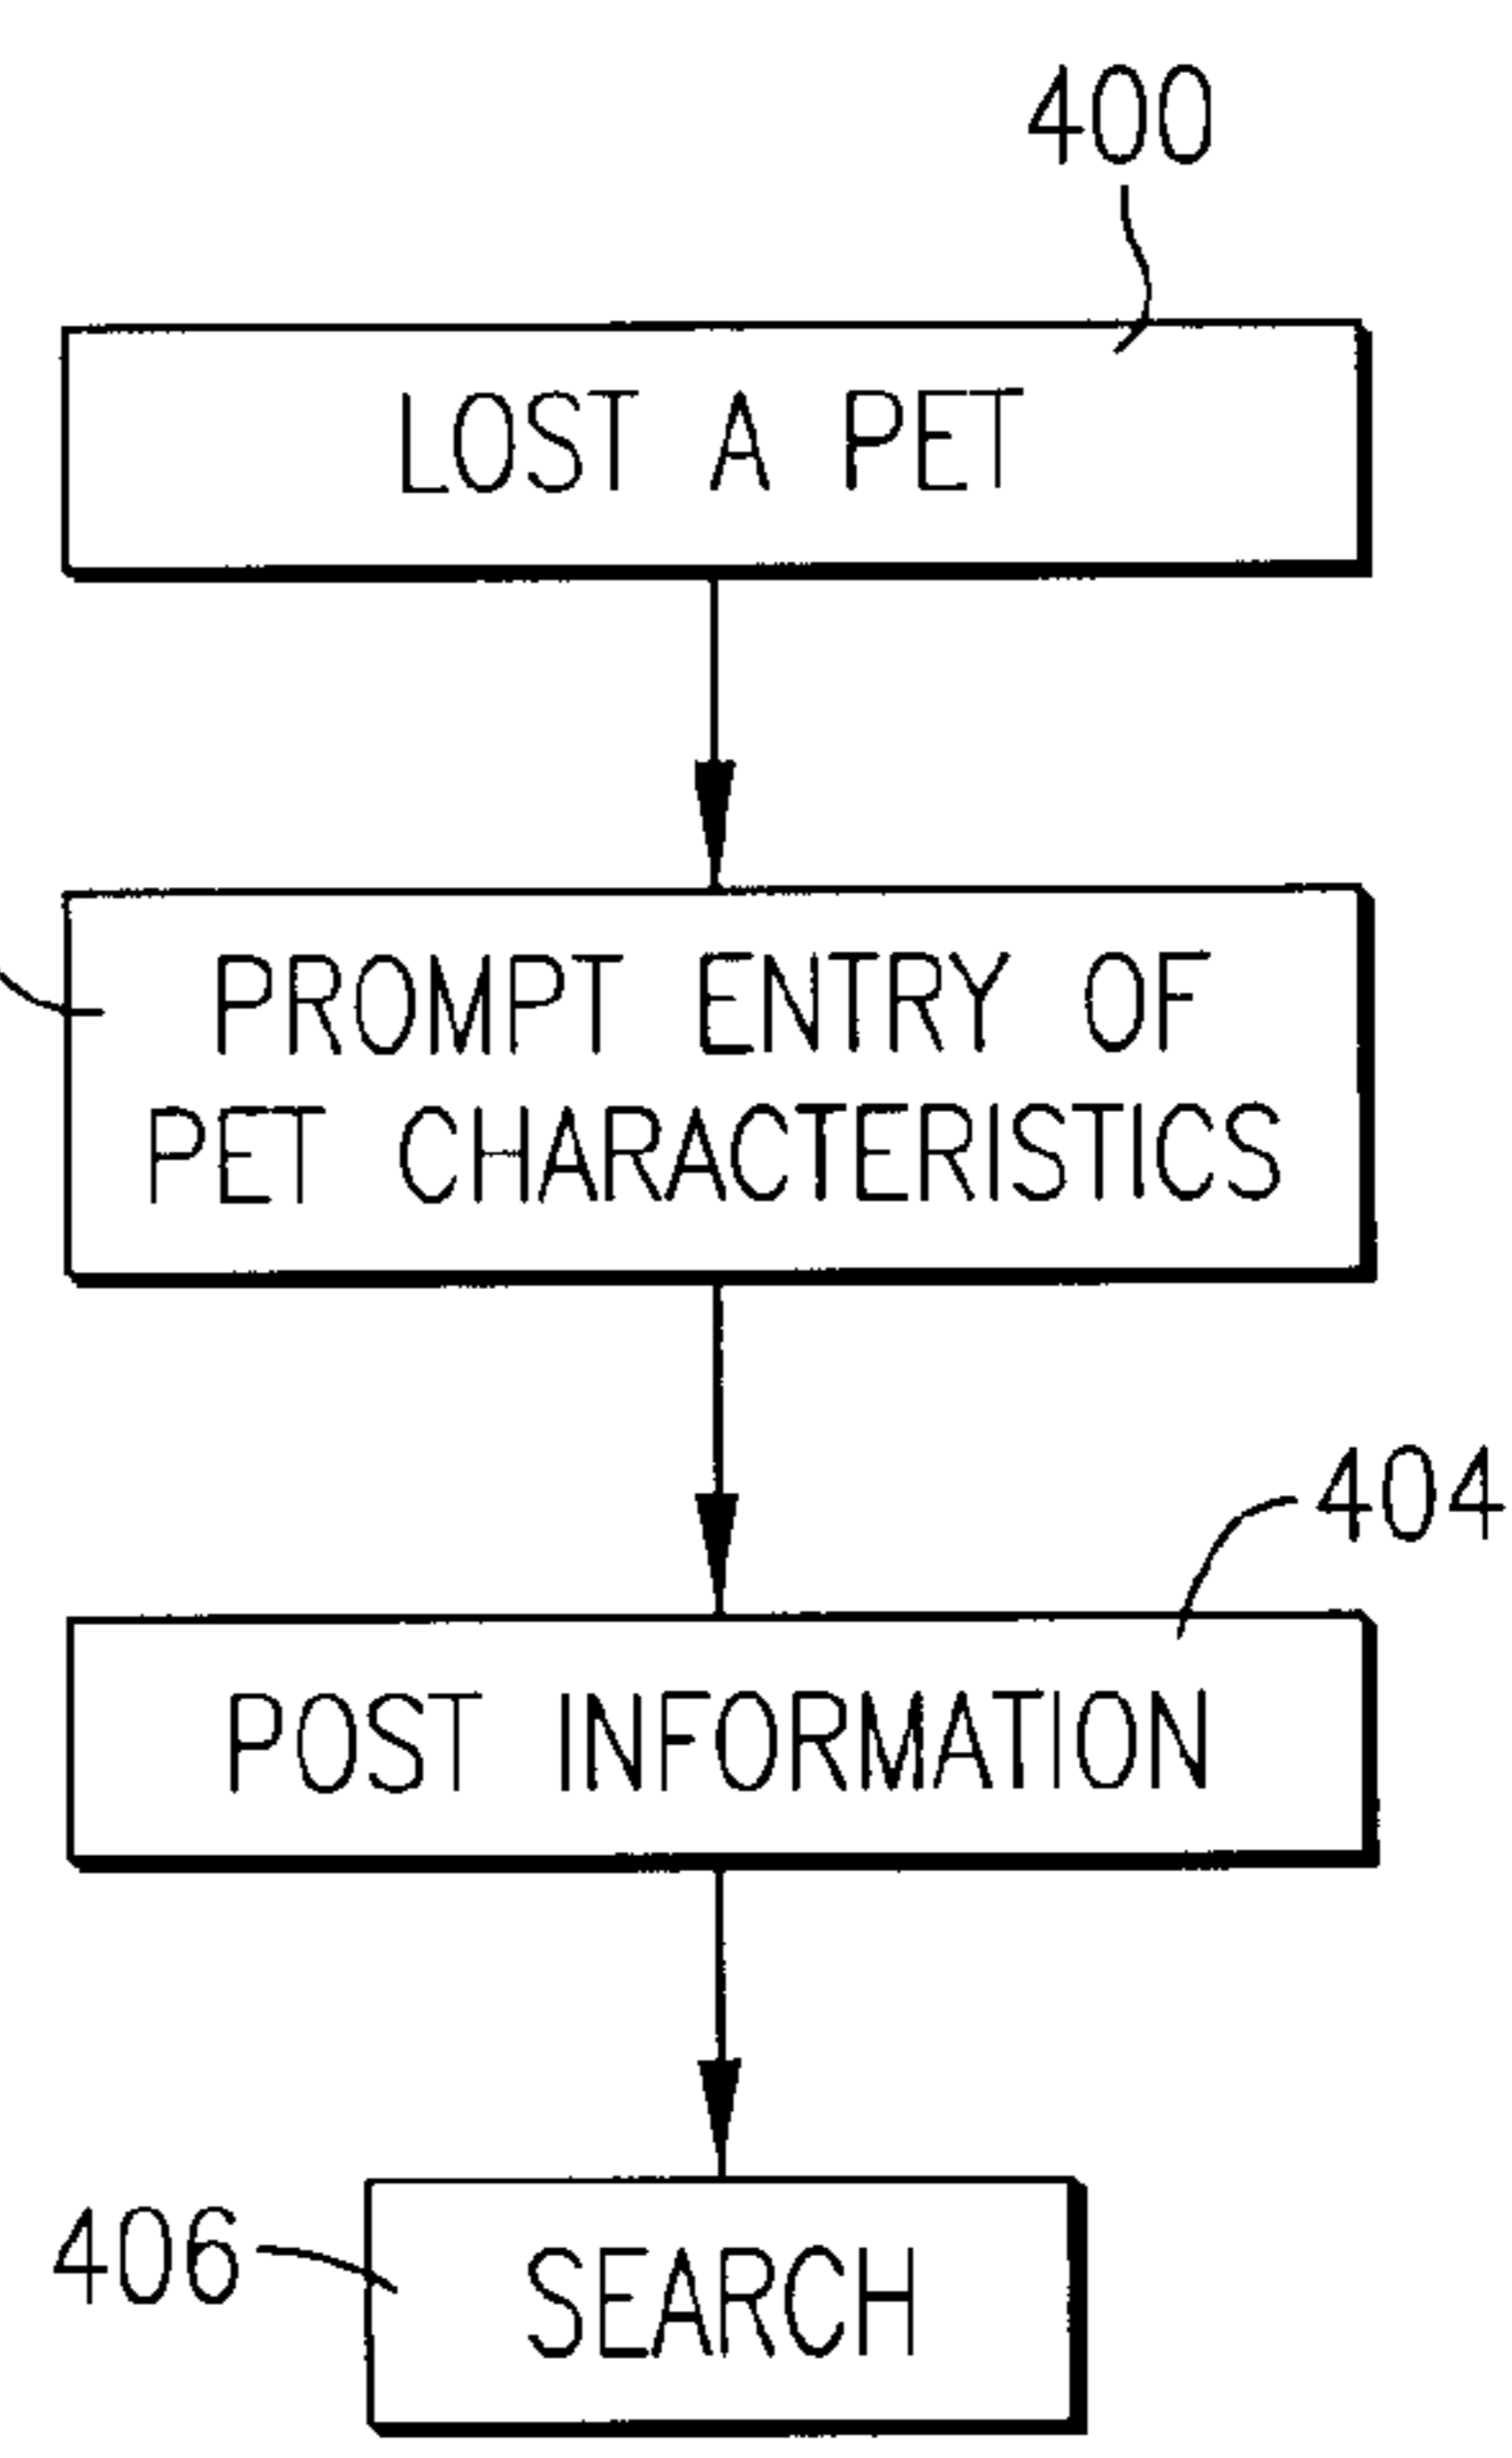 400
LOST A PET
PROMPT ENTRY OF
PET CHARACTERISTICS
404
POST INFORMATION
406
SEARCH